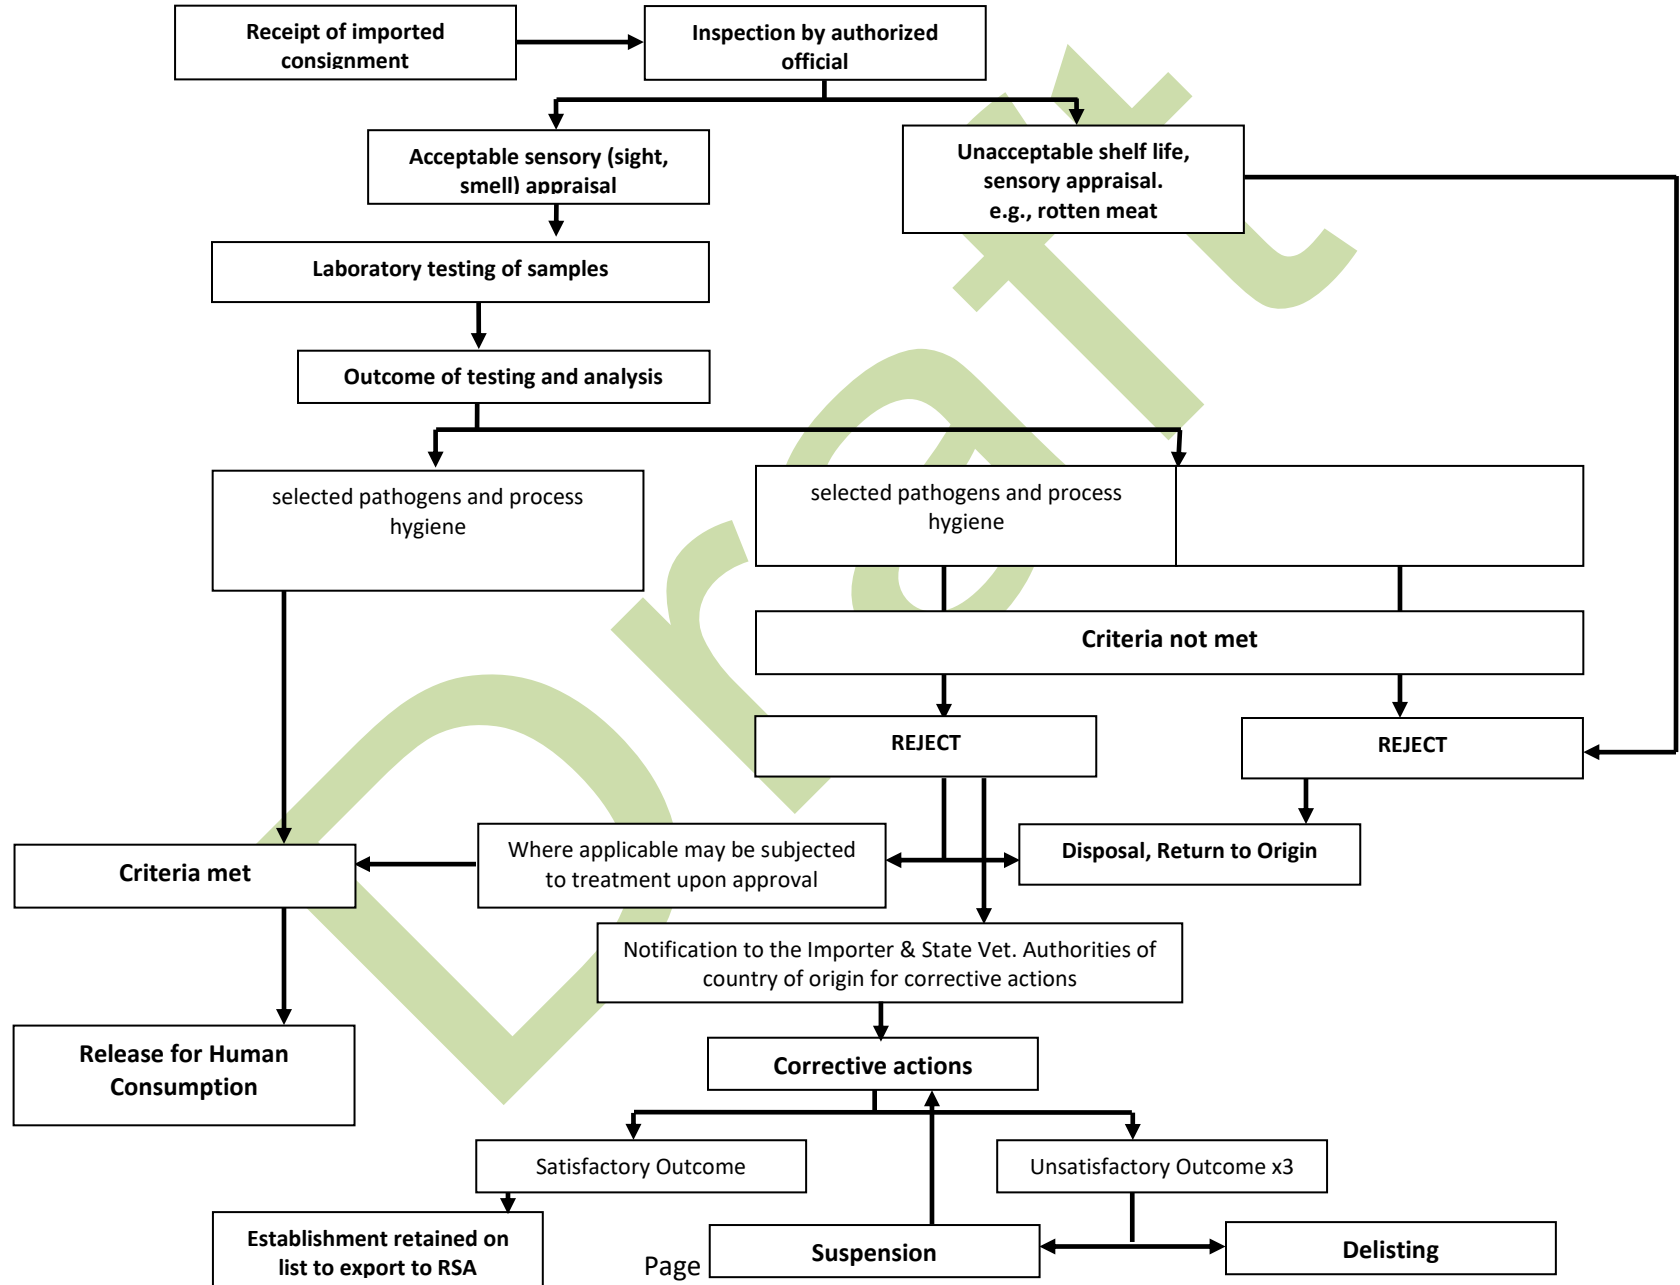 Receipt of imported
consignment
Inspection by authorized
official
Acceptable sensory (sight,
smell) appraisal
Unacceptable shelf life,
sensory appraisal.
e.g., rotten meat
Laboratory testing of samples
Outcome of testing and analysis
selected pathogens and process
hygiene
selected pathogens and process
hygiene
Criteria not met
REJECT
REJECT
Criteria met
Where applicable may be subjected
to treatment upon approval
Disposal, Return to Origin
Notification to the Importer & State Vet. Authorities of
country of origin for corrective actions
Release for Human
Consumption
Corrective actions
Satisfactory Outcome
Unsatisfactory Outcome x3
Establishment retained on
list to export to RSA
Page
Suspension
Delisting
Draft